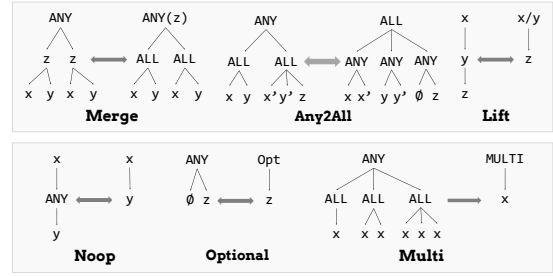 ANY ANY(z) ANY ALL x x/y
z z ALL ALL ALL ALL ANY ANY ANY y z
x y x y x y x y x y x’ y’ z x x’ y y’ Ø z z
Merge Any2All Lift
x x ANY Opt ANY MULTI
ANY y Ø z z ALL ALL ALL x
y x x x x x x
Noop Optional Multi